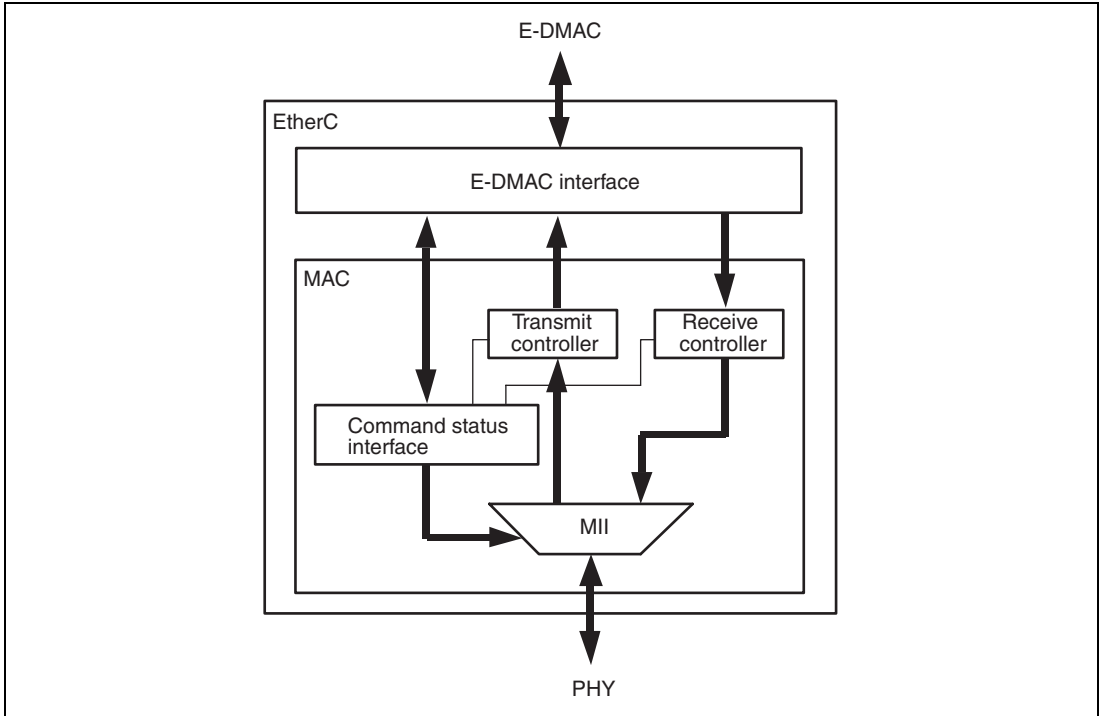 E-DMAC
EtherC
E-DMAC interface
MAC
Transmit
controller
Receive
controller
Command status
interface
MII
PHY